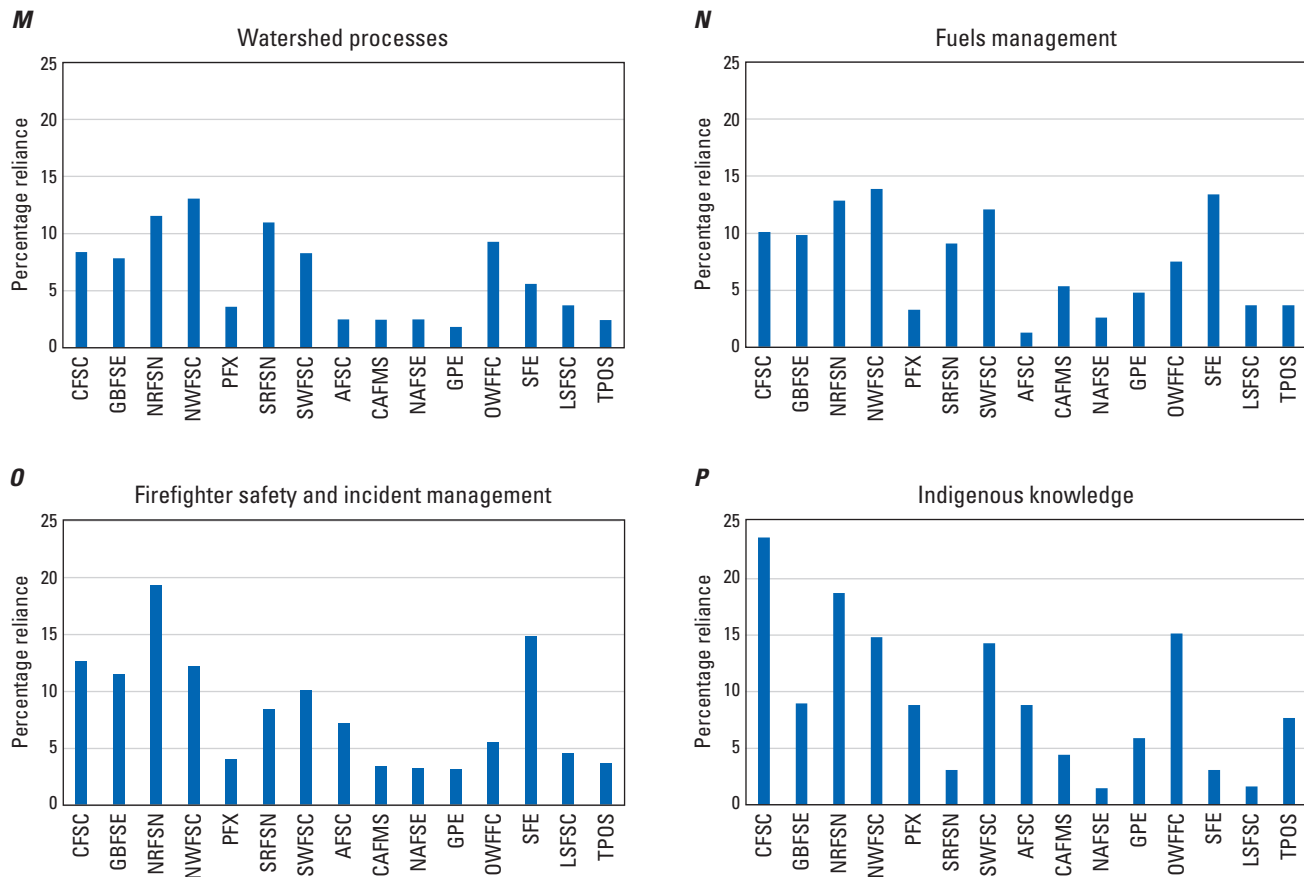 M
Watershed processes
Percentage reliance
25
20
15
10
5
0
CFSC
GBFSE
NRFSN
NWFSC
PFX
SRFSN
SWFSC
AFSC
CAFMS
NAFSE
GPE
OWFFC
SFE
LSFSC
TPOS
N
Fuels management
Percentage reliance
25
20
15
10
5
0
CFSC
GBFSE
NRFSN
NWFSC
PFX
SRFSN
SWFSC
AFSC
CAFMS
NAFSE
GPE
OWFFC
SFE
LSFSC
TPOS
O
Firefighter safety and incident management
Percentage reliance
25
20
15
10
5
0
CFSC
GBFSE
NRFSN
NWFSC
PFX
SRFSN
SWFSC
AFSC
CAFMS
NAFSE
GPE
OWFFC
SFE
LSFSC
TPOS
P
Indigenous knowledge
Percentage reliance
25
20
15
10
5
0
CFSC
GBFSE
NRFSN
NWFSC
PFX
SRFSN
SWFSC
AFSC
CAFMS
NAFSE
GPE
OWFFC
SFE
LSFSC
TPOS